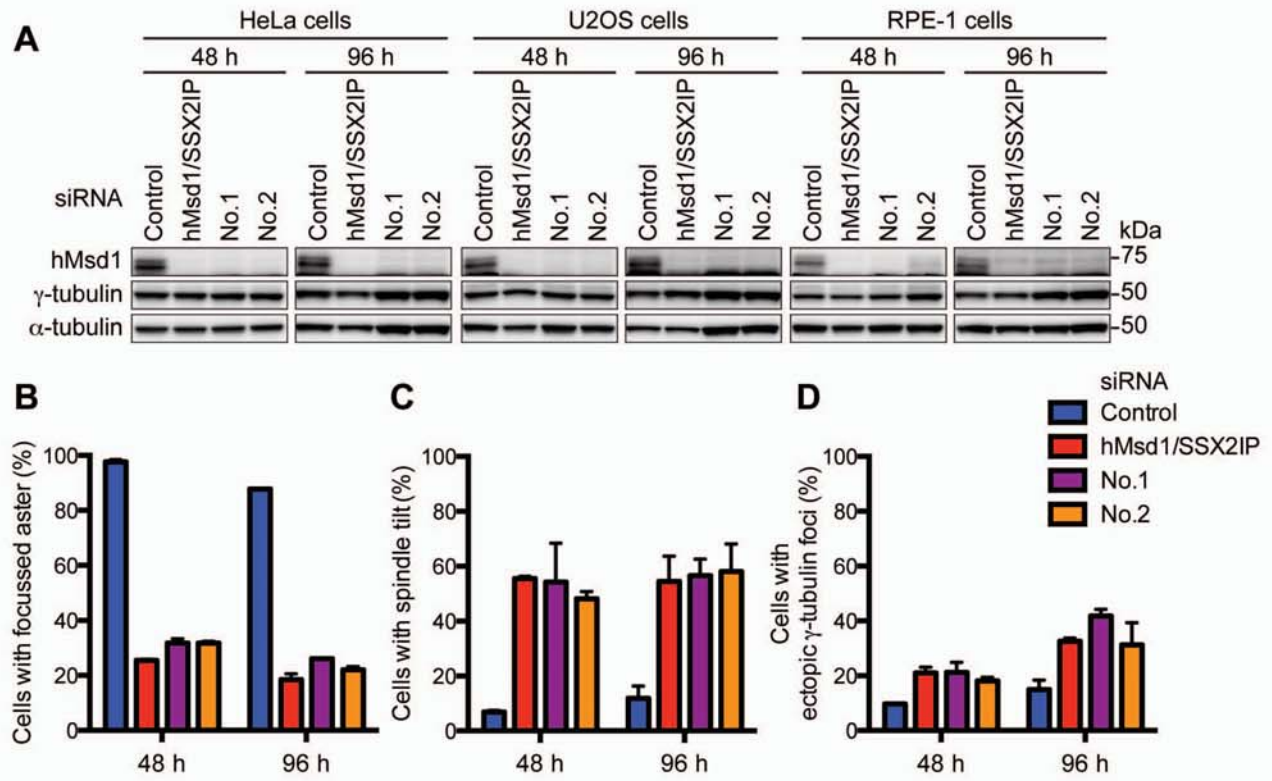 A
HeLa cells U2OS cells RPE-1 cells
48 h 96 h 48 h 96 h 48 h 96 h
siRNA Control hMsd1/SSX2IP No.1 No.2 Control hMsd1/SSX2IP No.1 No.2 Control hMsd1/SSX2IP No.1 No.2 Control hMsd1/SSX2IP No.1 No.2 Control hMsd1/SSX2IP No.1 No.2 Control hMsd1/SSX2IP No.1 No.2
kDa
hMsd1 -75
γ-tubulin -50
α-tubulin -50
B
Cells with focussed aster (%)
100
80
60
40
20
0
48 h 96 h
C
Cells with spindle tilt (%)
100
80
60
40
20
0
48 h 96 h
D
Cells with
ectopic γ-tubulin foci (%)
100
80
60
40
20
0
48 h 96 h
siRNA
Control
hMsd1/SSX2IP
No.1
No.2